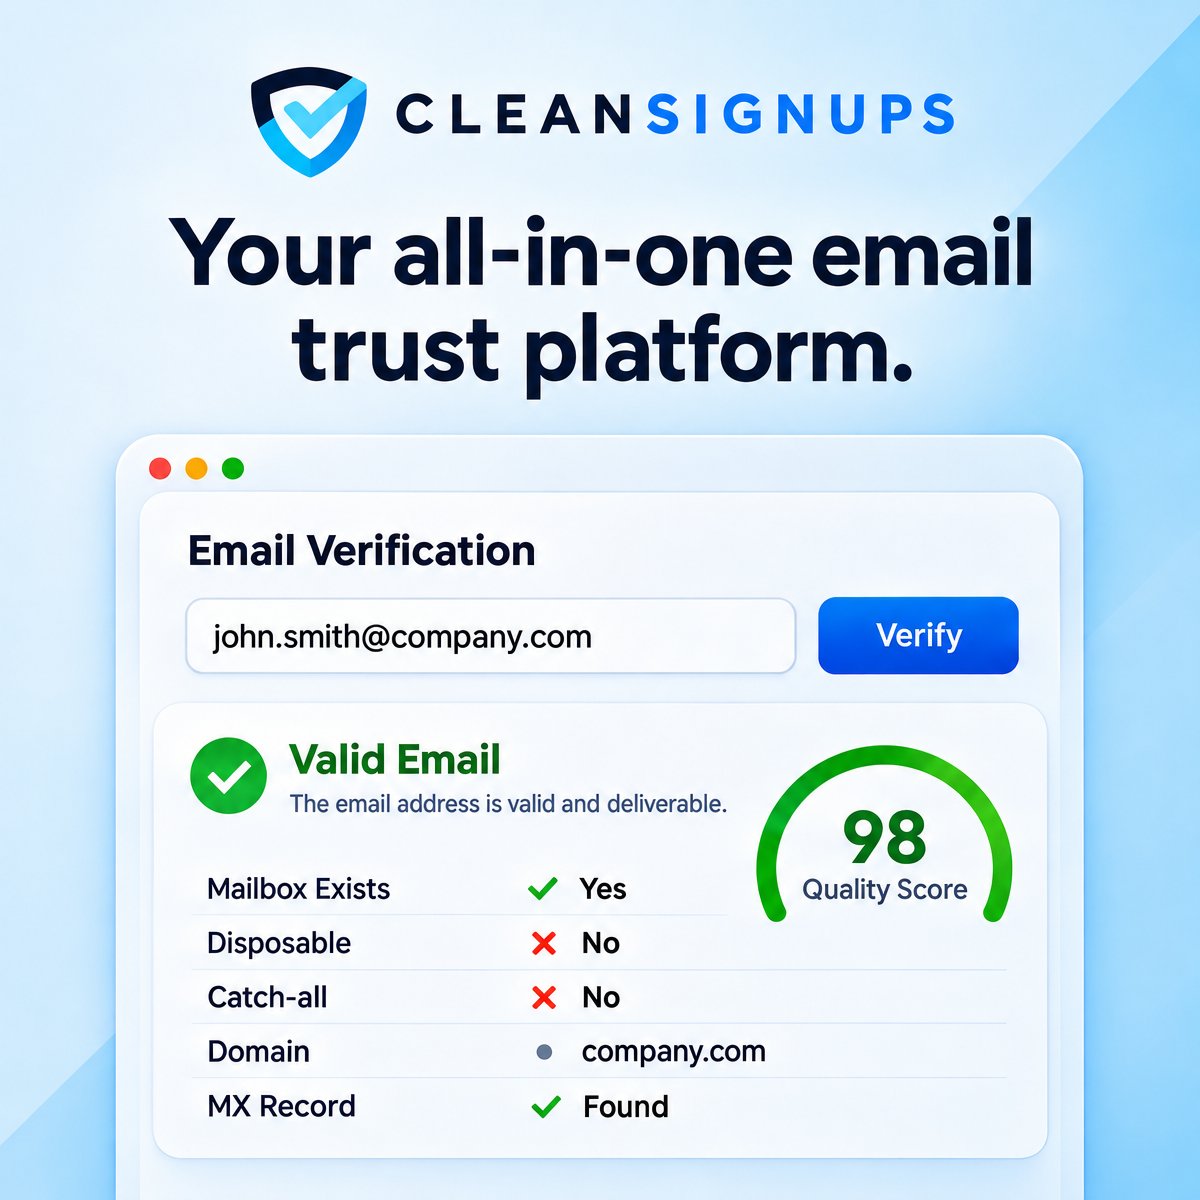 CLEANSIGNUPS
Your all-in-one email
trust platform.
Email Verification
john.smith@company.com
Verify
Valid Email
The email address is valid and deliverable.
98
Quality Score
Mailbox Exists Yes
Disposable No
Catch-all No
Domain company.com
MX Record Found